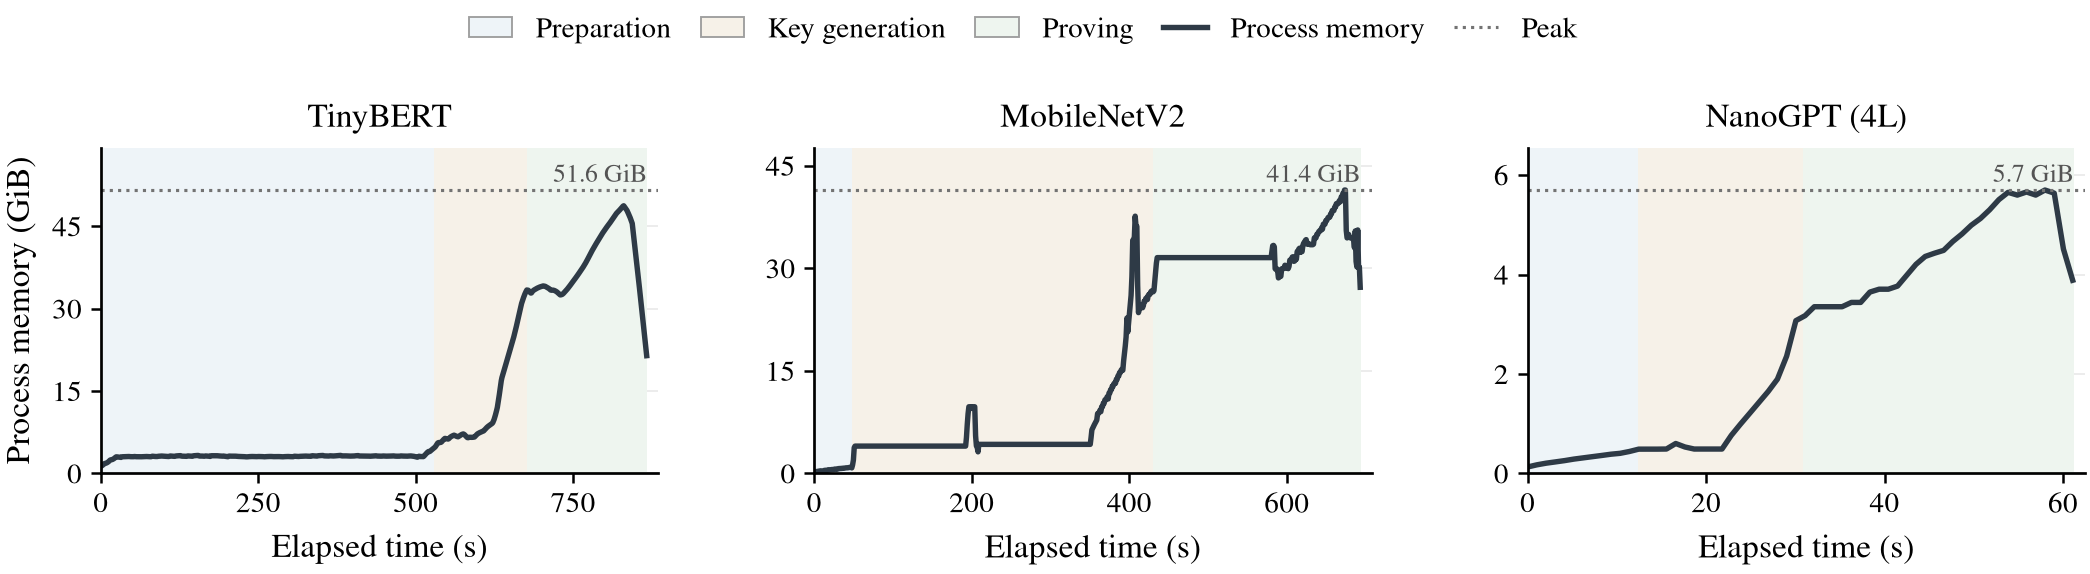 Preparation Key generation Proving Process memory Peak
TinyBERT
Process memory (GiB)
51.6 GiB
45
30
15
0
0 250 500 750
Elapsed time (s)
MobileNetV2
41.4 GiB
45
30
15
0
0 200 400 600
Elapsed time (s)
NanoGPT (4L)
5.7 GiB
6
4
2
0
0 20 40 60
Elapsed time (s)